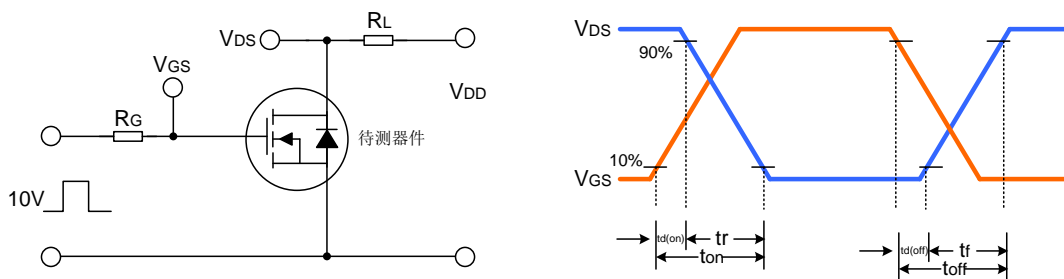 RL
VDS
VGS
VDD
RG
待测器件
10V
VDS
90%
10%
VGS
td(on)
tr
ton
td(off)
tf
toff